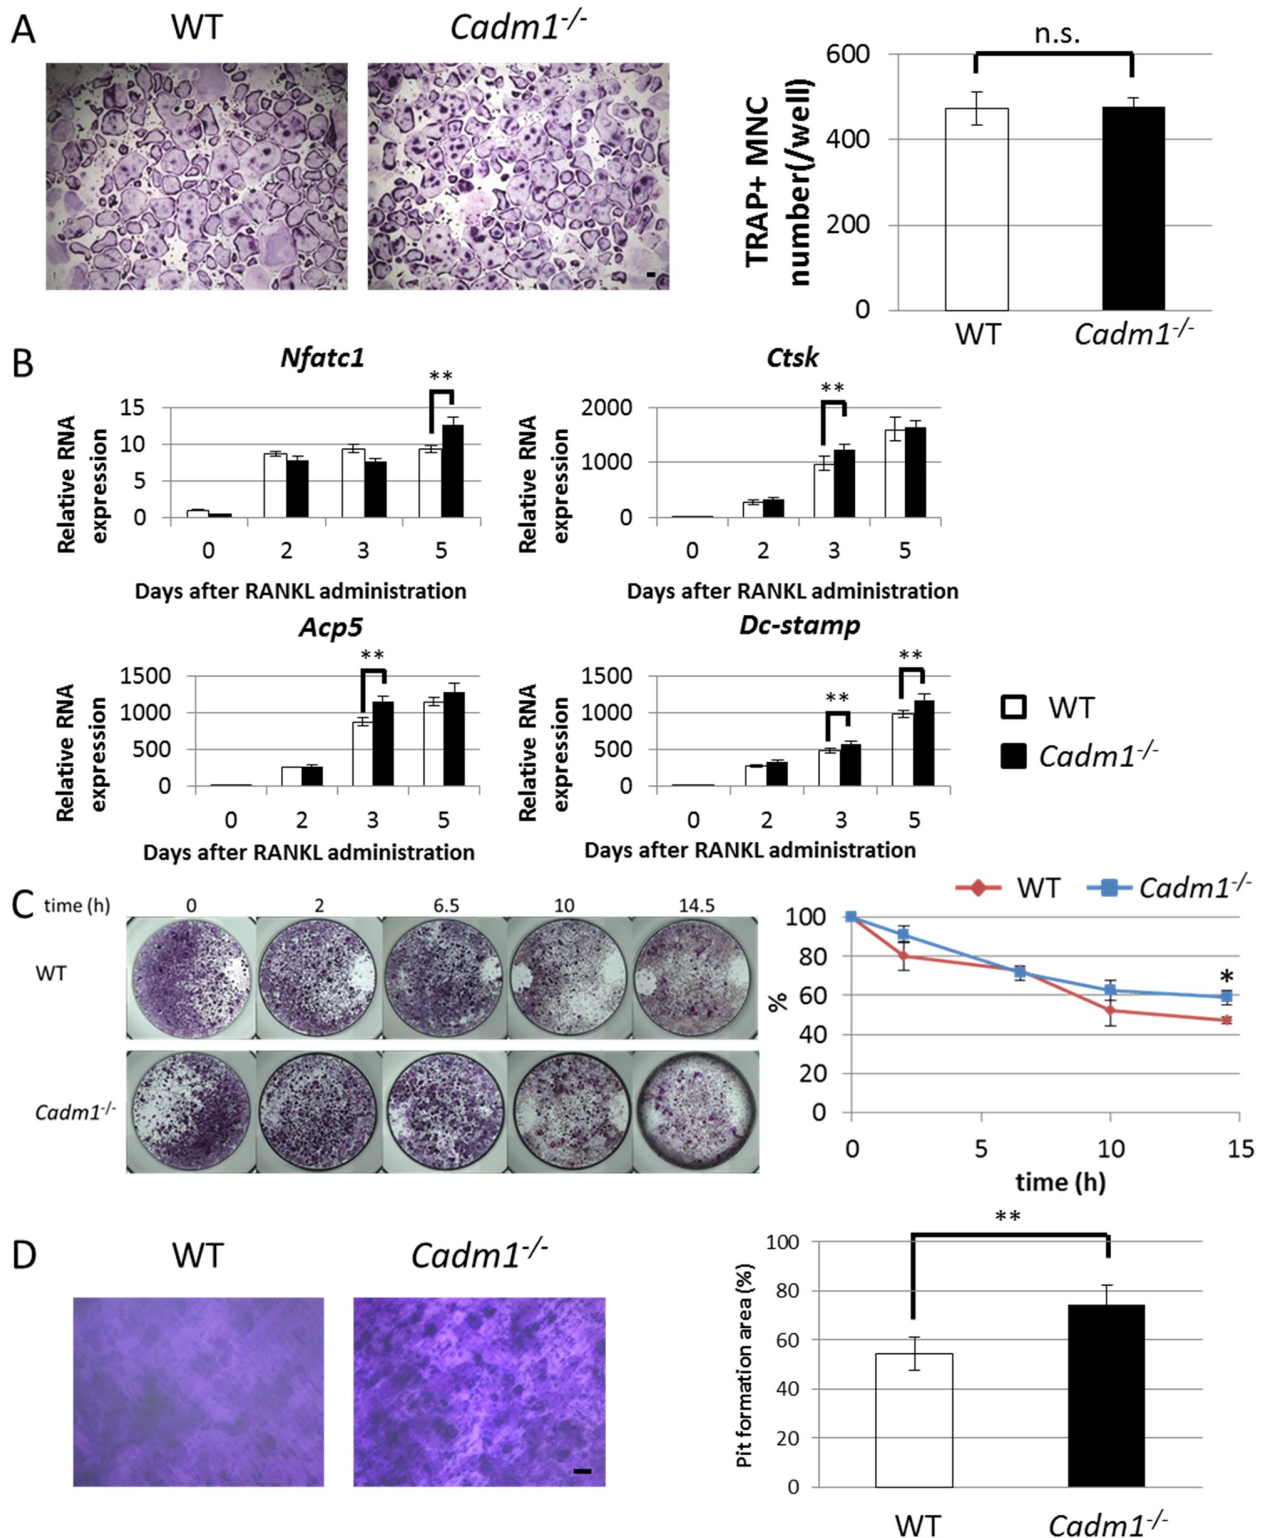 A
WT
Cadm1-/-
n.s.
600
400
200
0
TRAP+ MNC
number(/well)
WT
Cadm1-/-
B
Nfatc1
**
15
10
5
0
Relative RNA
expression
0 2 3 5
Days after RANKL administration
Ctsk
**
2000
1000
0
Relative RNA
expression
0 2 3 5
Days after RANKL administration
Acp5
**
1500
1000
500
0
Relative RNA
expression
0 2 3 5
Days after RANKL administration
Dc-stamp
**
**
1500
1000
500
0
Relative RNA
expression
0 2 3 5
Days after RANKL administration
WT
Cadm1-/-
C
time (h) 0 2 6.5 10 14.5
WT
Cadm1-/-
WT Cadm1-/-
100
80
60
40
20
0
%
*
0 5 10 15
time (h)
D
WT
Cadm1-/-
**
100
80
60
40
20
0
Pit formation area (%)
WT
Cadm1-/-